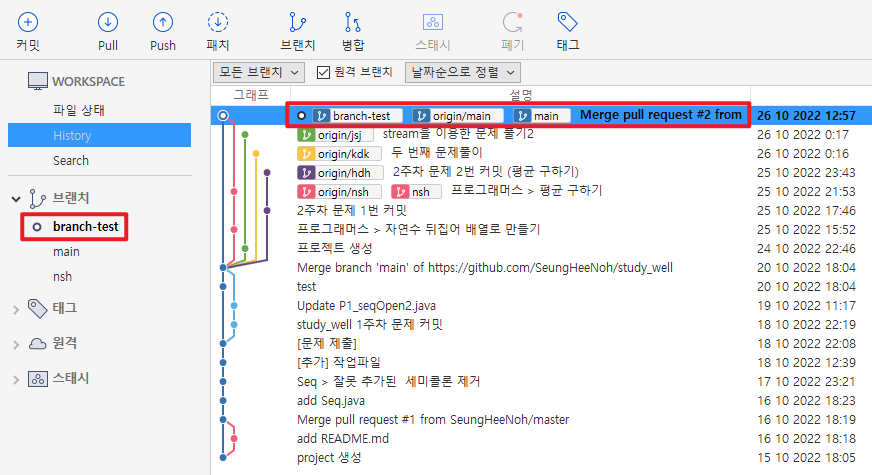 커밋 Pull Push 패치 브랜치 병합 스태시 폐기 태그
WORKSPACE
파일 상태
History
Search
브랜치
branch-test
main
nsh
태그
원격
스태시
모든 브랜치 원격 브랜치 날짜순으로 정렬
그래프 설명
branch-test origin/main main Merge pull request #2 from 26 10 2022 12:57
origin/jsj stream을 이용한 문제 풀기2 26 10 2022 0:17
origin/kdk 두 번째 문제풀이 26 10 2022 0:16
origin/hdh 2주차 문제 2번 커밋 (평균 구하기) 25 10 2022 23:43
origin/nsh nsh 프로그래머스 > 평균 구하기 25 10 2022 21:53
2주차 문제 1번 커밋 25 10 2022 17:46
프로그래머스 > 자연수 뒤집어 배열로 만들기 25 10 2022 15:52
프로젝트 생성 24 10 2022 22:46
Merge branch 'main' of https://github.com/SeungHeeNoh/study_well 20 10 2022 18:04
test 20 10 2022 18:04
Update P1_seqOpen2.java 19 10 2022 11:17
study_well 1주차 문제 커밋 18 10 2022 22:19
[문제 제출] 18 10 2022 22:08
[추가] 작업파일 18 10 2022 12:39
Seq > 잘못 추가된 세미콜론 제거 17 10 2022 23:21
add Seq.java 16 10 2022 18:23
Merge pull request #1 from SeungHeeNoh/master 16 10 2022 18:19
add README.md 16 10 2022 18:18
project 생성 15 10 2022 18:05